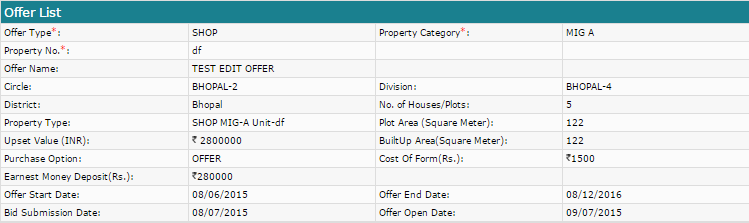 Offer List
Offer Type*: SHOP Property Category*: MIG A
Property No.*: df
Offer Name: TEST EDIT OFFER
Circle: BHOPAL-2 Division: BHOPAL-4
District: Bhopal No. of Houses/Plots: 5
Property Type: SHOP MIG-A Unit-df Plot Area (Square Meter): 122
Upset Value (INR): ₹ 2800000 BuiltUp Area(Square Meter): 122
Purchase Option: OFFER Cost Of Form(Rs.): ₹1500
Earnest Money Deposit(Rs.): ₹280000
Offer Start Date: 08/06/2015 Offer End Date: 08/12/2016
Bid Submission Date: 08/07/2015 Offer Open Date: 09/07/2015